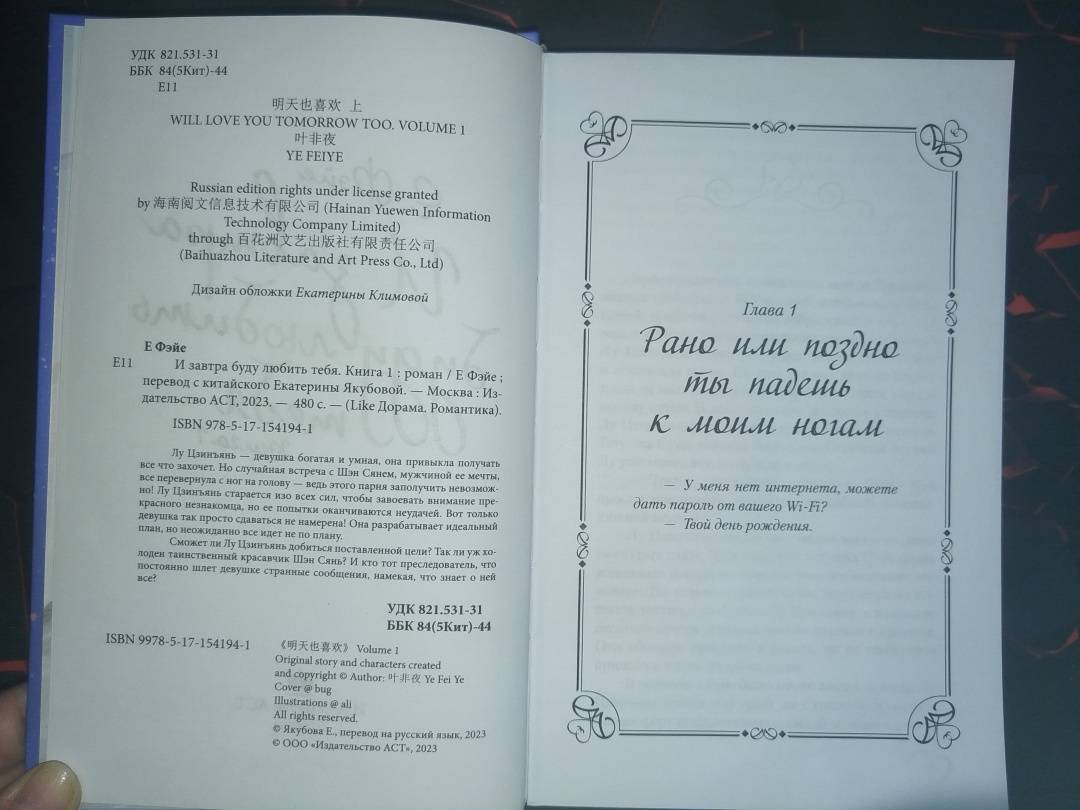 УДК 821.531-31
ББК 84(5Кит)-44
Е11
明天也喜欢 上
WILL LOVE YOU TOMORROW TOO. VOLUME 1
叶非夜
YE FEIYE
Russian edition rights under license granted
by 海南阅文信息技术有限公司 (Hainan Yuewen Information
Technology Company Limited)
through 百花洲文艺出版社有限责任公司
(Baihuazhou Literature and Art Press Co., Ltd)
Дизайн обложки Екатерины Климовой
Е Фэйе
Е11 И завтра буду любить тебя. Книга 1 : роман / Е Фэйе ;
перевод с китайского Екатерины Якубовой. — Москва : Из-
дательство АСТ, 2023. — 480 с. — (Like Дорама. Романтика).
ISBN 978-5-17-154194-1
Лу Цзинъянь — девушка богатая и умная, она привыкла получать
все что захочет. Но случайная встреча с Шэн Сянем, мужчиной ее мечты,
все перевернула с ног на голову — ведь этого парня заполучить невозмож-
но! Лу Цзинъянь старается изо всех сил, чтобы завоевать внимание пре-
красного незнакомца, но ее попытки оканчиваются неудачей. Вот только
девушка так просто сдаваться не намерена! Она разрабатывает идеальный
план, но неожиданно все идет не по плану.
Сможет ли Лу Цзинъянь добиться поставленной цели? Так ли уж хо-
лоден таинственный красавчик Шэн Сянь? И кто тот преследователь, что
постоянно шлет девушке странные сообщения, намекая, что знает о ней
все?
УДК 821.531-31
ББК 84(5Кит)-44
ISBN 9978-5-17-154194-1
《明天也喜欢》 Volume 1
Original story and characters created
and copyright © Author: 叶非夜 Ye Fei Ye
Cover @ bug
Illustrations @ ali
All rights reserved.
© Якубова Е., перевод на русский язык, 2023
© ООО «Издательство АСТ», 2023
Глава 1
Рано или поздно
ты падешь
к моим ногам
— У меня нет интернета, можете
дать пароль от вашего Wi-Fi?
— Твой день рождения.